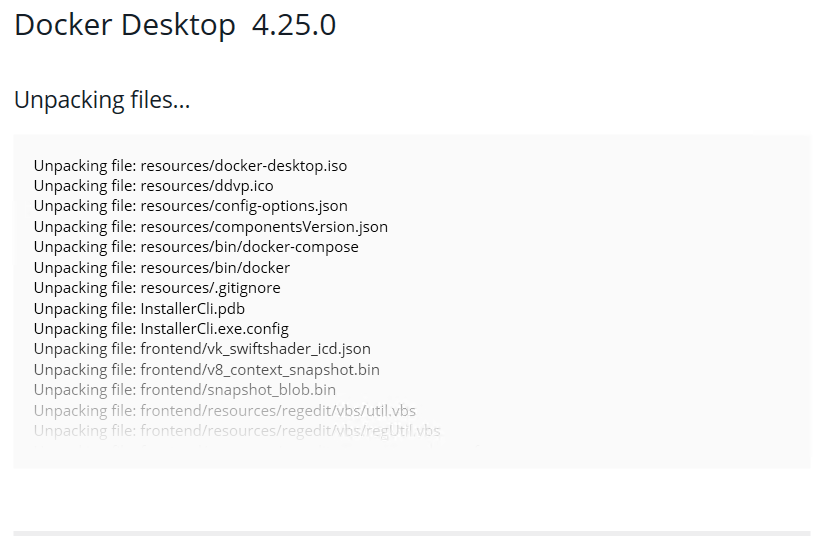 Docker Desktop 4.25.0
Unpacking files...
Unpacking file: resources/docker-desktop.iso
Unpacking file: resources/ddvp.ico
Unpacking file: resources/config-options.json
Unpacking file: resources/componentsVersion.json
Unpacking file: resources/bin/docker-compose
Unpacking file: resources/bin/docker
Unpacking file: resources/.gitignore
Unpacking file: InstallerCli.pdb
Unpacking file: InstallerCli.exe.config
Unpacking file: frontend/vk_swiftshader_icd.json
Unpacking file: frontend/v8_context_snapshot.bin
Unpacking file: frontend/snapshot_blob.bin
Unpacking file: frontend/resources/regedit/vbs/util.vbs
Unpacking file: frontend/resources/regedit/vbs/regUtil.vbs